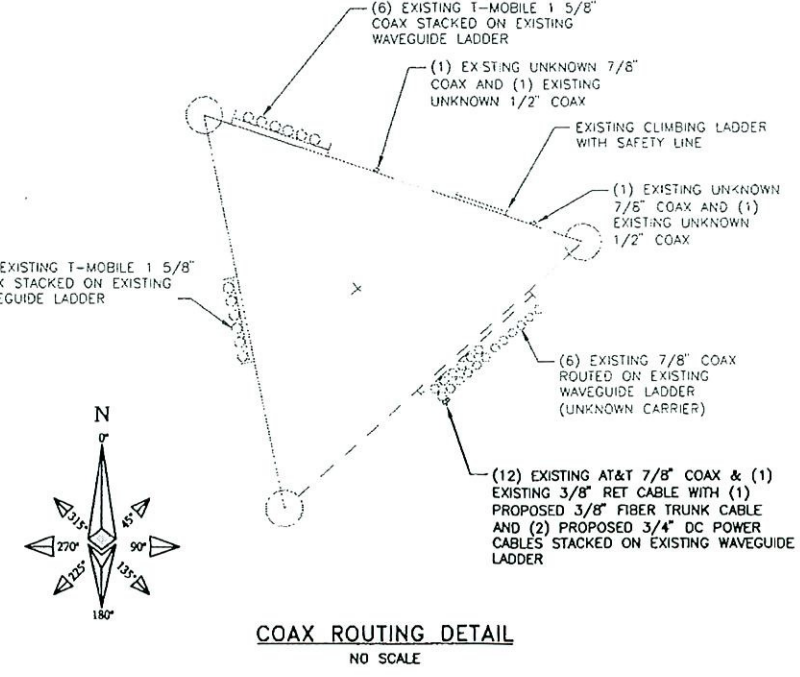 (6) EXISTING T-MOBILE 1 5/8"
COAX STACKED ON EXISTING
WAVEGUIDE LADDER
(1) EXISTING UNKNOWN 7/8"
COAX AND (1) EXISTING
UNKNOWN 1/2" COAX
EXISTING CLIMBING LADDER
WITH SAFETY LINE
(1) EXISTING UNKNOWN
7/8" COAX AND (1)
EXISTING UNKNOWN
1/2" COAX
EXISTING T-MOBILE 1 5/8"
X STACKED ON EXISTING
EGUIDE LADDER
(6) EXISTING 7/8" COAX
ROUTED ON EXISTING
WAVEGUIDE LADDER
(UNKNOWN CARRIER)
(12) EXISTING AT&T 7/8" COAX & (1)
EXISTING 3/8" RET CABLE WITH (1)
PROPOSED 3/8" FIBER TRUNK CABLE
AND (2) PROPOSED 3/4" DC POWER
CABLES STACKED ON EXISTING WAVEGUIDE
LADDER
N
0°
315°
45°
270°
90°
225°
135°
180°
COAX ROUTING DETAIL
NO SCALE